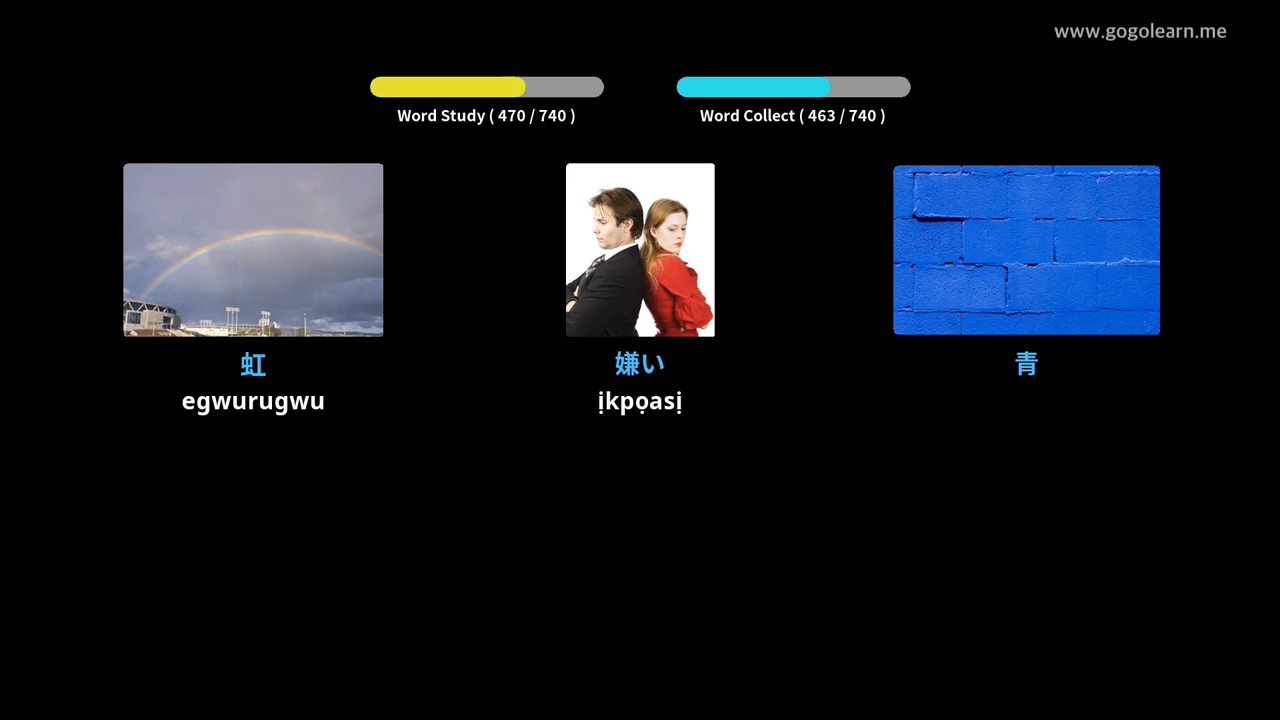 www.gogolearn.me
Word Study ( 470 / 740 )
Word Collect ( 463 / 740 )
虹
嫌い
青
egwurugwu
ịkpọasị